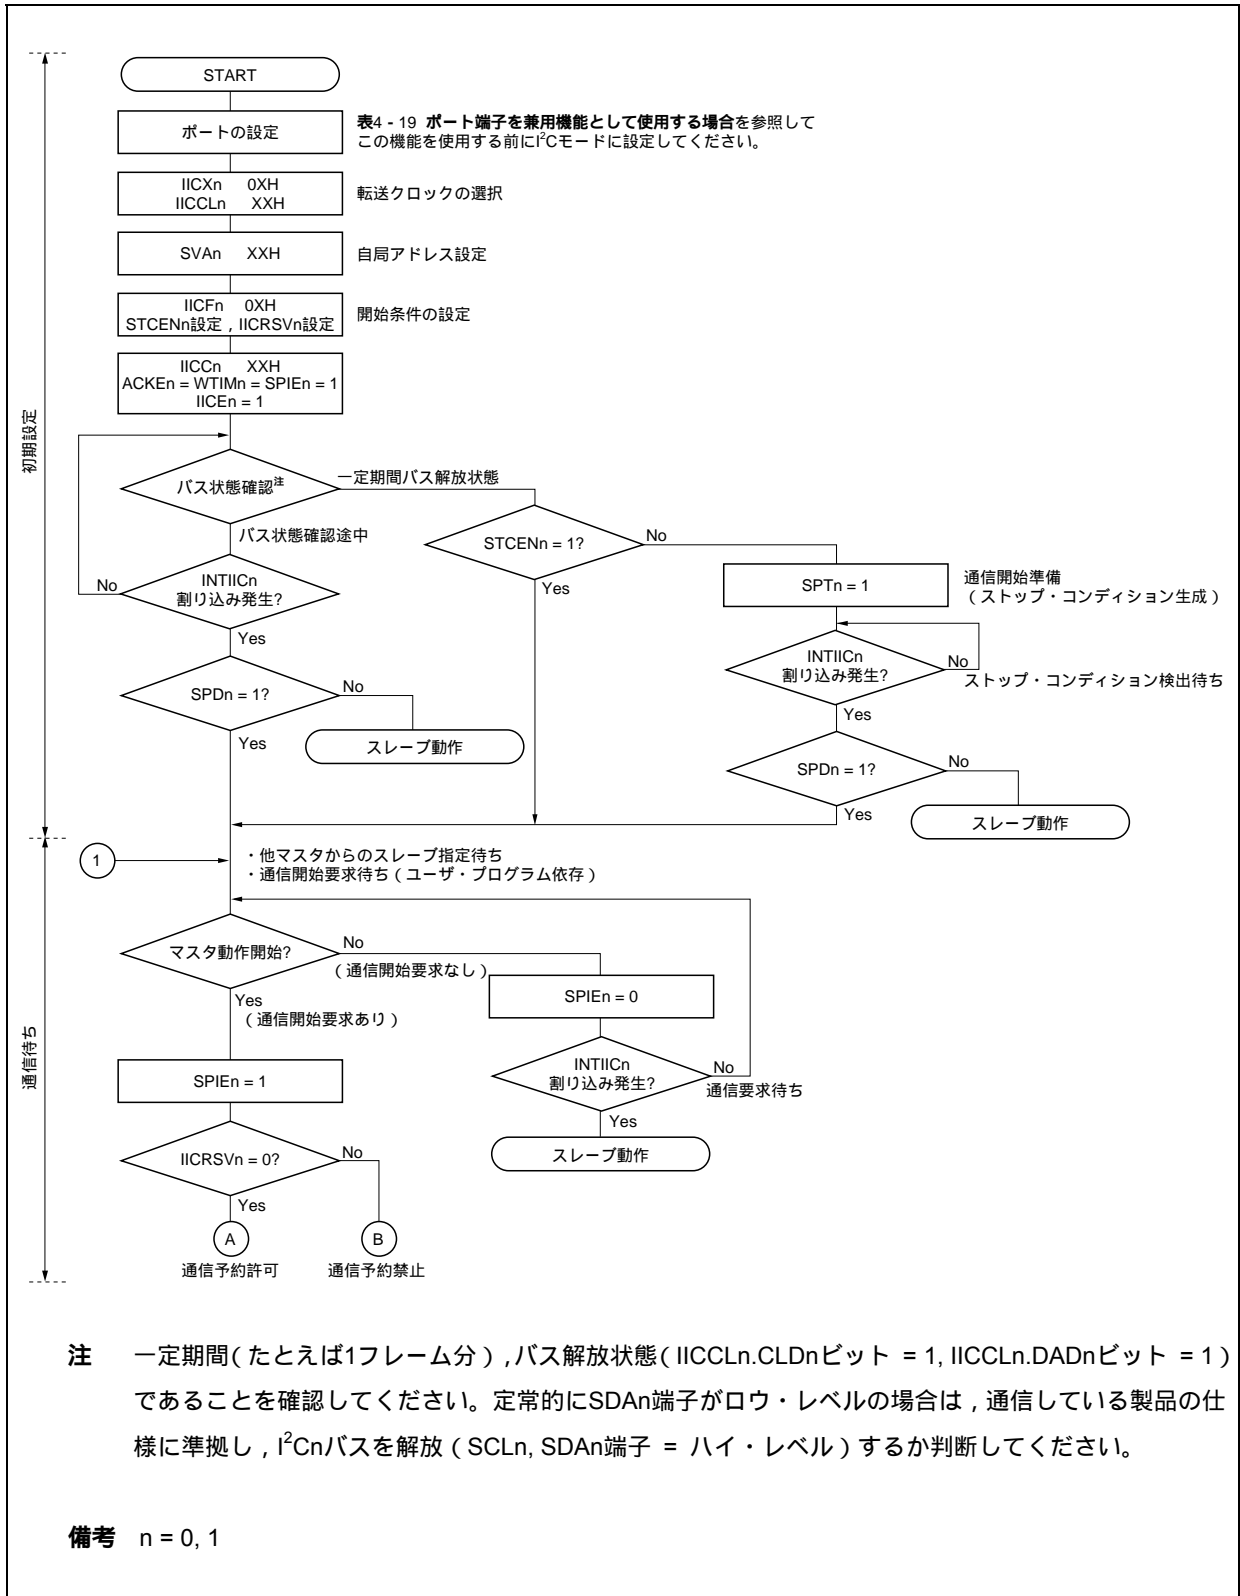 START
ポートの設定
表4 - 19 ポート端子を兼用機能として使用する場合を参照して
この機能を使用する前にI²Cモードに設定してください。
IICXn 0XH
IICCLn XXH
転送クロックの選択
SVAn XXH
自局アドレス設定
IICFn 0XH
STCENn設定，IICRSVn設定
開始条件の設定
IICCn XXH
ACKEn = WTIMn = SPIEn = 1
IICEn = 1
初期設定
バス状態確認注
一定期間バス解放状態
バス状態確認途中
STCENn = 1?
No
Yes
INTIICn
割り込み発生?
No
Yes
SPTn = 1
通信開始準備
（ストップ・コンディション生成）
INTIICn
割り込み発生?
No
ストップ・コンディション検出待ち
Yes
SPDn = 1?
No
Yes
スレーブ動作
SPDn = 1?
No
Yes
スレーブ動作
1
・他マスタからのスレーブ指定待ち
・通信開始要求待ち（ユーザ・プログラム依存）
通信待ち
マスタ動作開始?
No
（通信開始要求なし）
Yes
（通信開始要求あり）
SPIEn = 0
INTIICn
割り込み発生?
No
通信要求待ち
Yes
スレーブ動作
SPIEn = 1
IICRSVn = 0?
No
Yes
A
B
通信予約許可
通信予約禁止
注 一定期間（たとえば1フレーム分），バス解放状態（IICCLn.CLDnビット = 1, IICCLn.DADnビット = 1）
であることを確認してください。定常的にSDAn端子がロウ・レベルの場合は，通信している製品の仕
様に準拠し，I²Cnバスを解放（SCLn, SDAn端子 = ハイ・レベル）するか判断してください。
備考 n = 0, 1